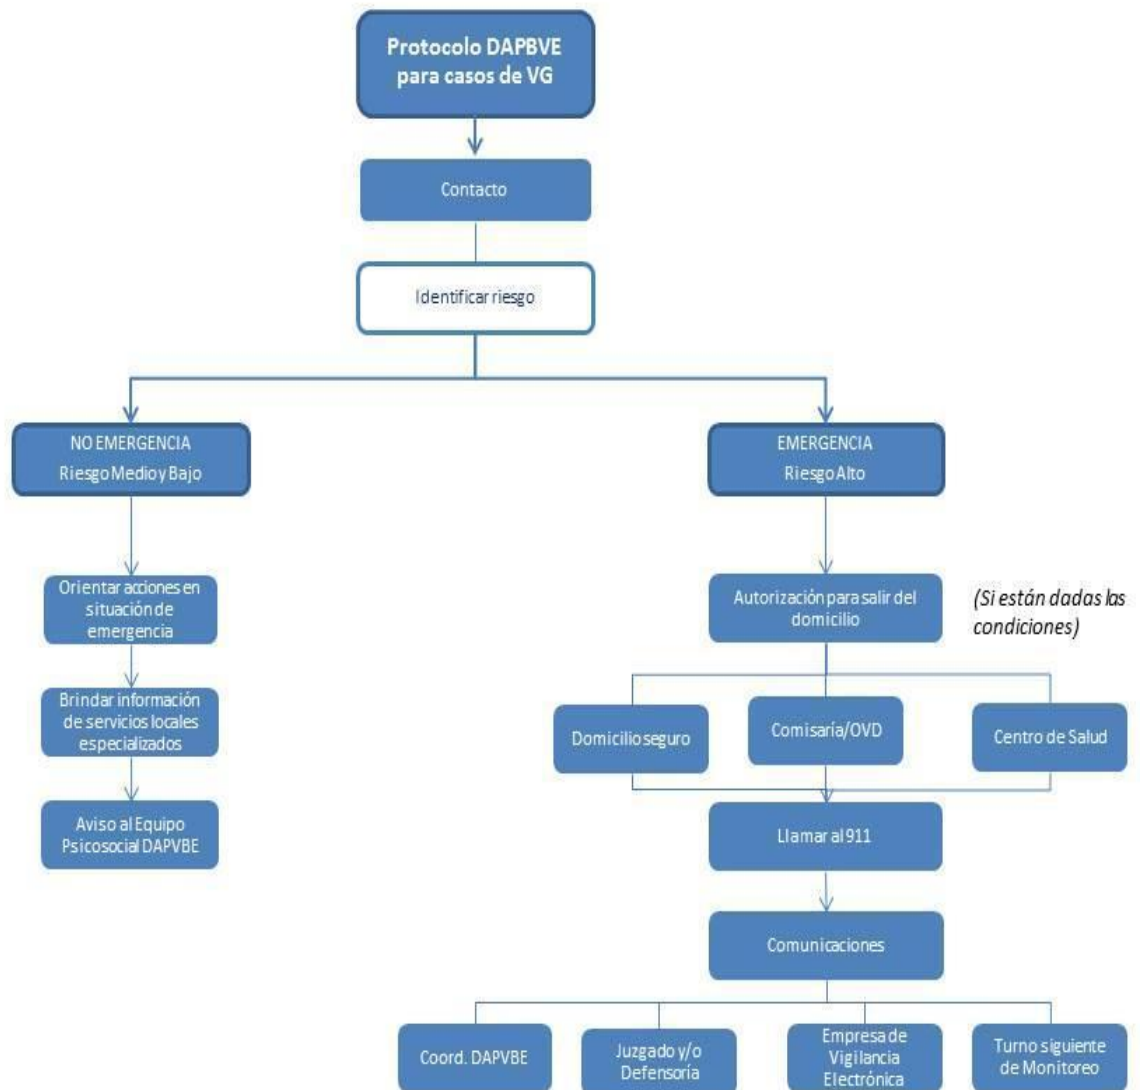 Protocolo DAPBVE
para casos de VG
Contacto
Identificar riesgo
NO EMERGENCIA
Riesgo Medio y Bajo
EMERGENCIA
Riesgo Alto
Orientar acciones en
situación de
emergencia
Brindar información
de servicios locales
especializados
Aviso al Equipo
Psicosocial DAPVBE
Autorización para salir del
domicilio
(Si están dadas las
condiciones)
Domicilio seguro
Comisaría/OVD
Centro de Salud
Llamar al 911
Comunicaciones
Coord. DAPVBE
Juzgado y/o
Defensoría
Empresa de
Vigilancia
Electrónica
Turno siguiente
de Monitoreo